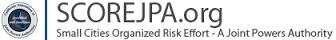 SCOREJPA.org
Small Cities Organized Risk Effort - A Joint Powers Authority